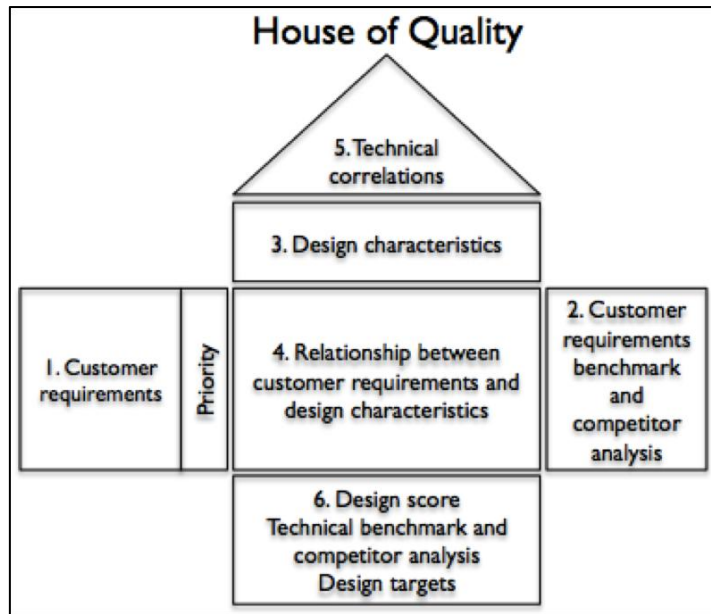 House of Quality
5. Technical
correlations
3. Design characteristics
1. Customer
requirements
Priority
4. Relationship between
customer requirements and
design characteristics
2. Customer
requirements
benchmark
and
competitor
analysis
6. Design score
Technical benchmark and
competitor analysis
Design targets